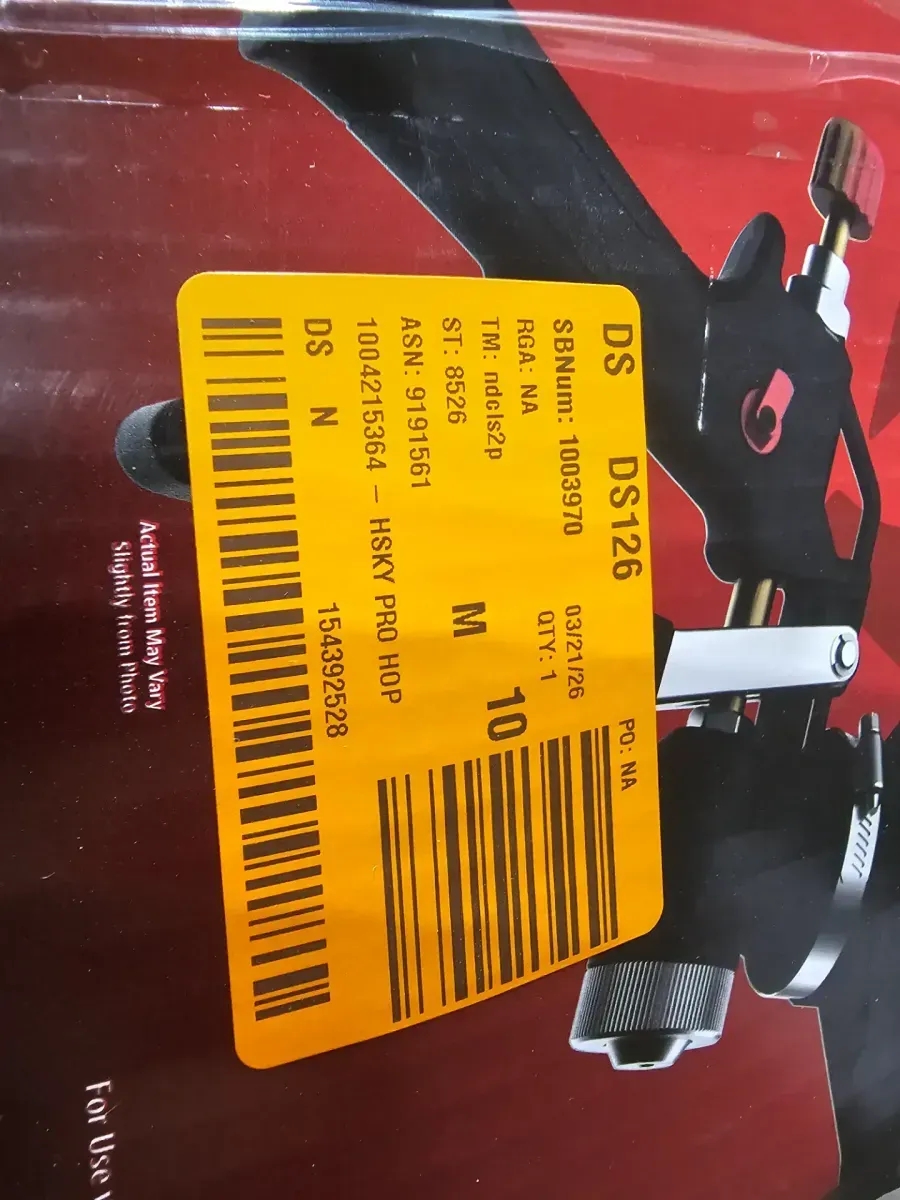 DS DS126
PO: NA
SBNum: 1003970 03/21/26
RGA: NA QTY: 1
TM: ndcls2p
ST: 8526 M 10
ASN: 9191561
1004215364 – HSKY PRO HOP
DS N 154392528
Actual Item May Vary
Slightly from Photo
For Use